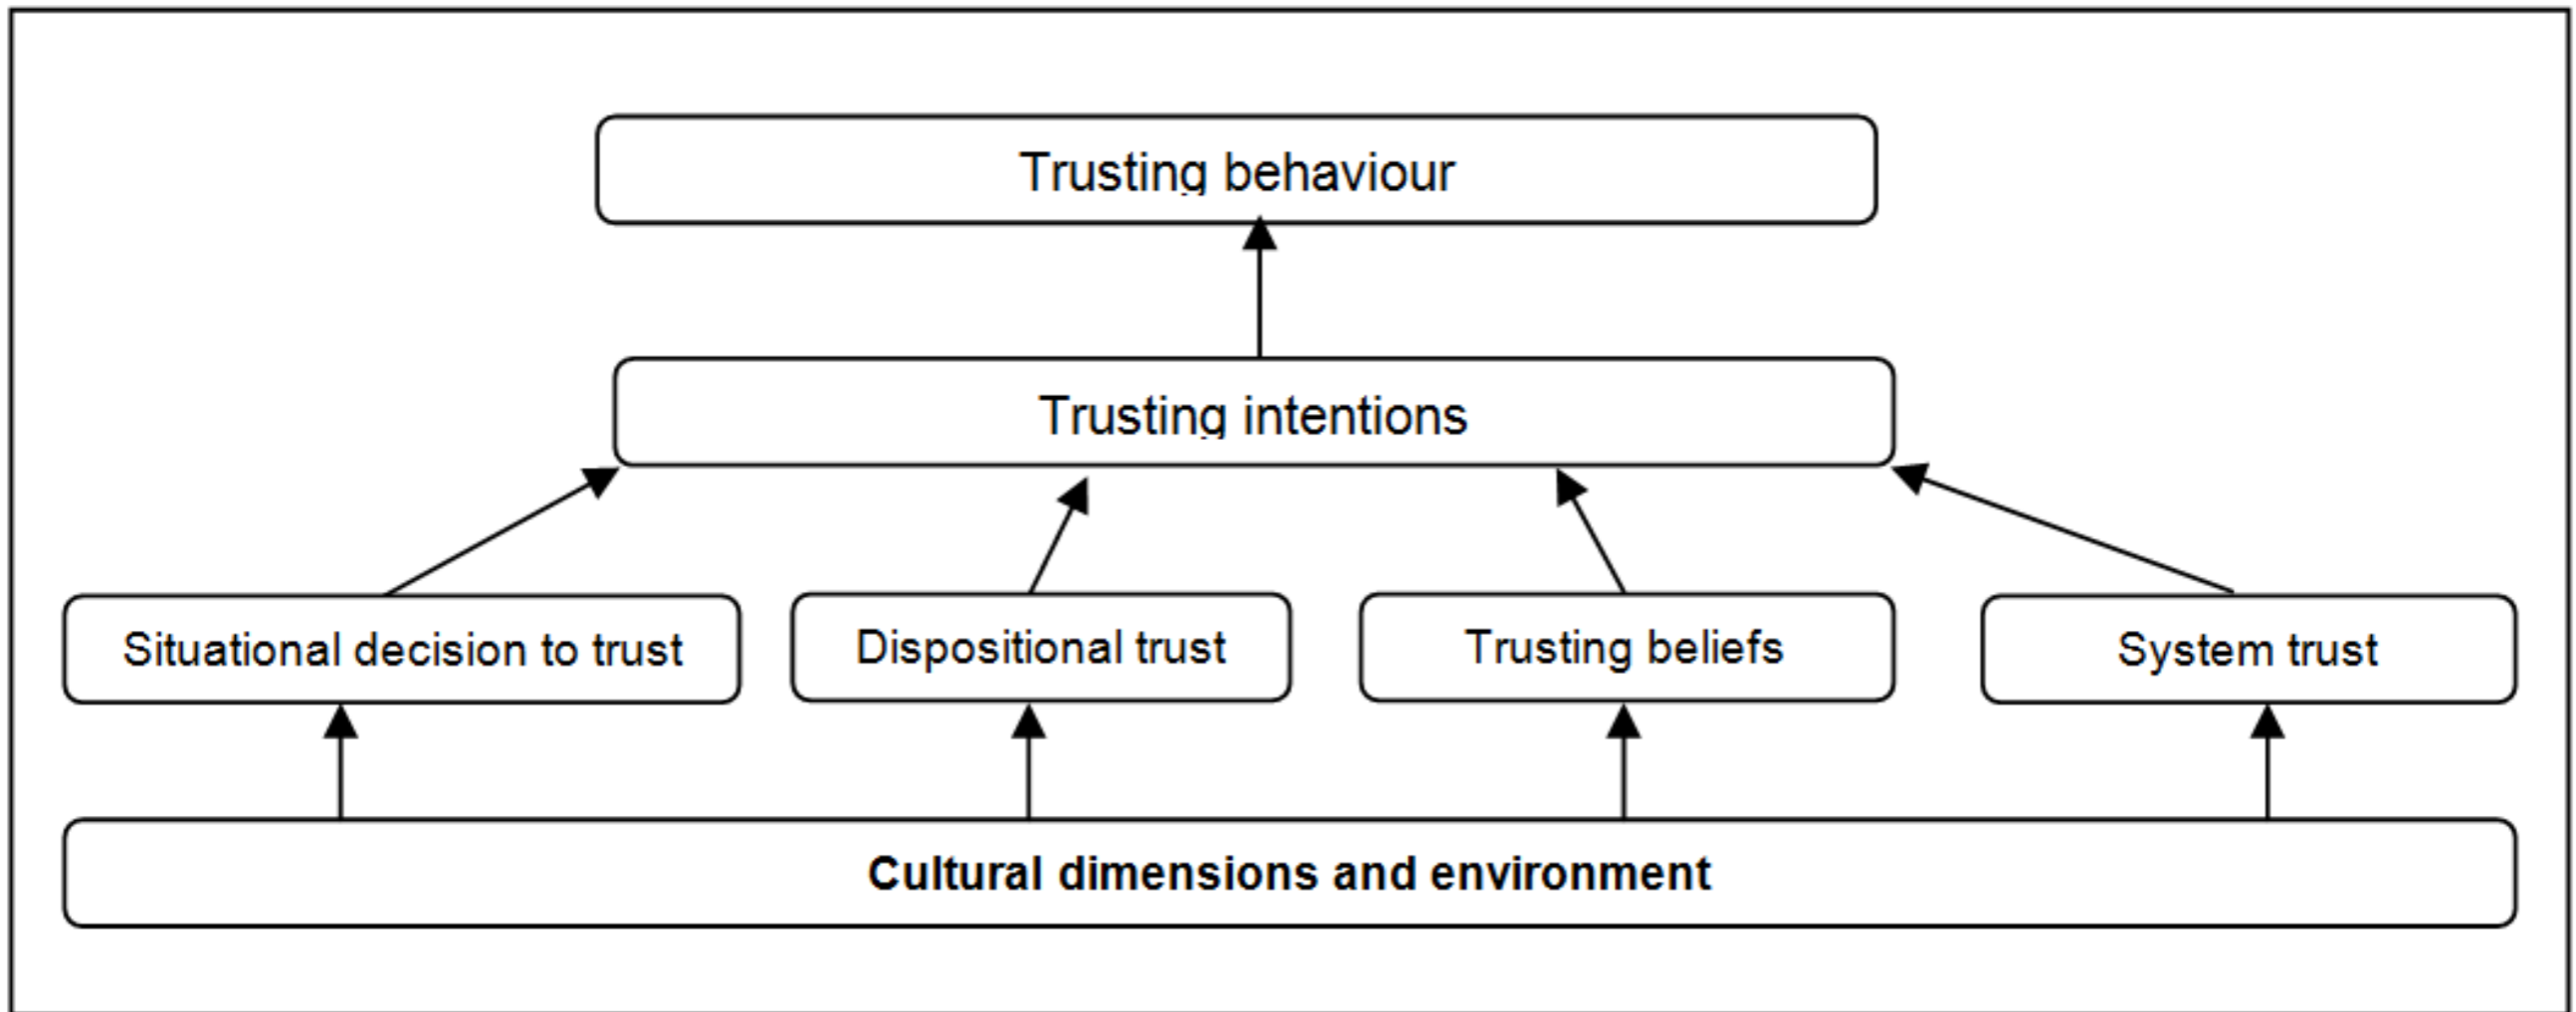 Trusting behaviour
Trusting intentions
Situational decision to trust
Dispositional trust
Trusting beliefs
System trust
Cultural dimensions and environment